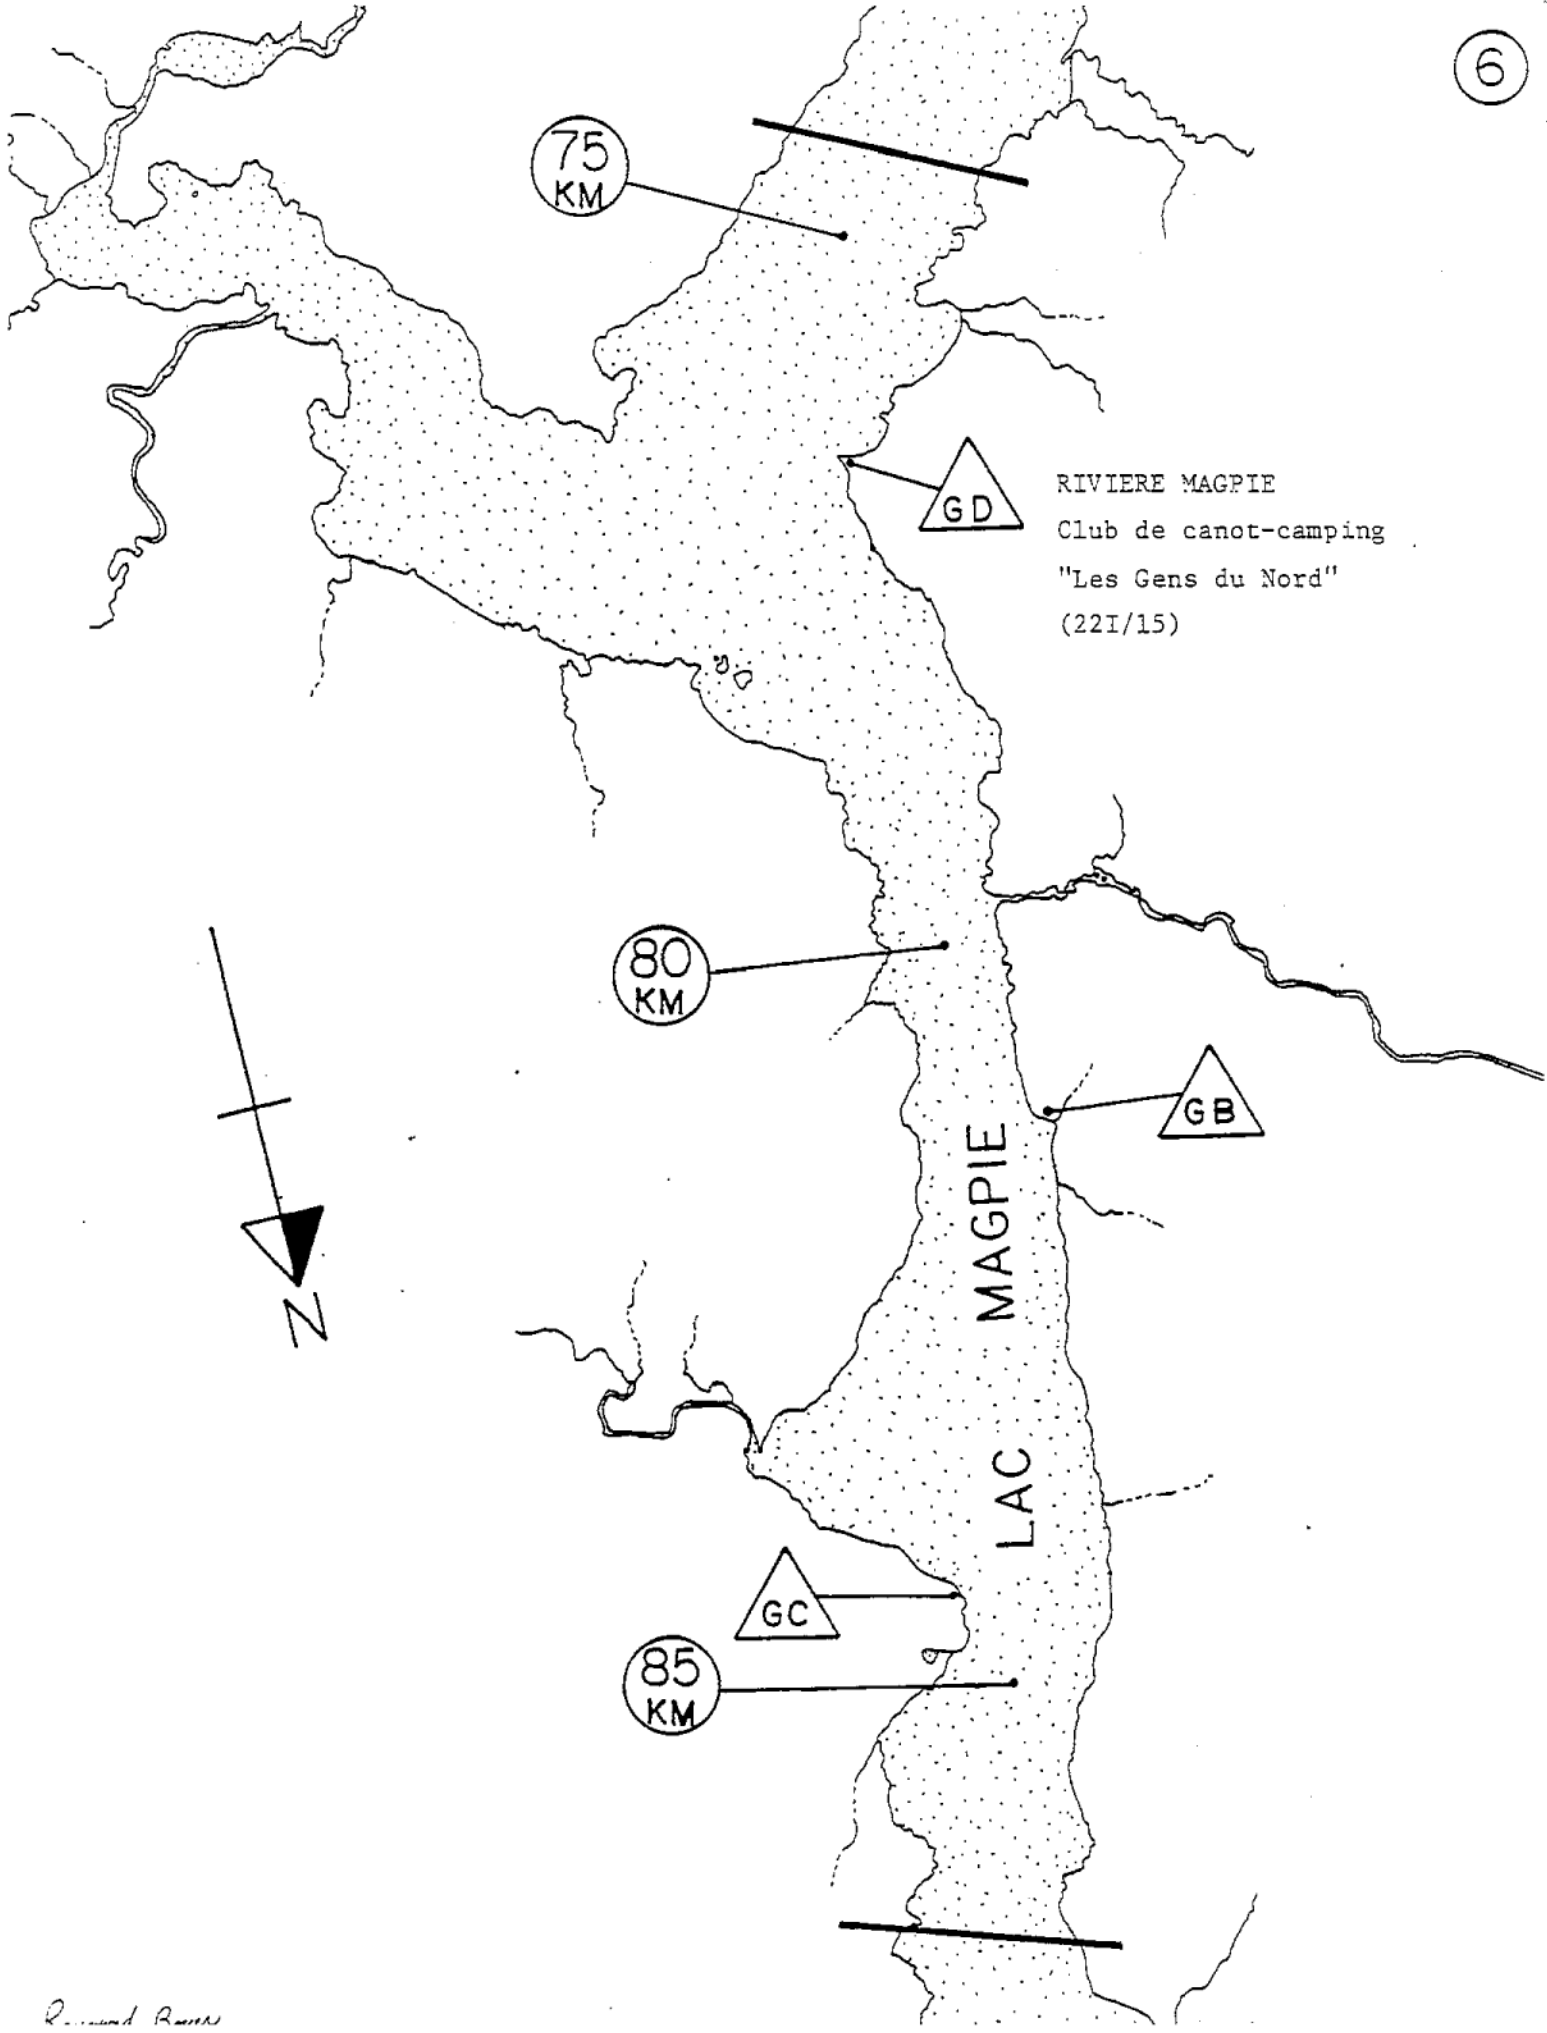 6
75
KM
GD
RIVIERE MAGPIE
Club de canot-camping
"Les Gens du Nord"
(22I/15)
80
KM
GB
N
LAC MAGPIE
GC
85
KM